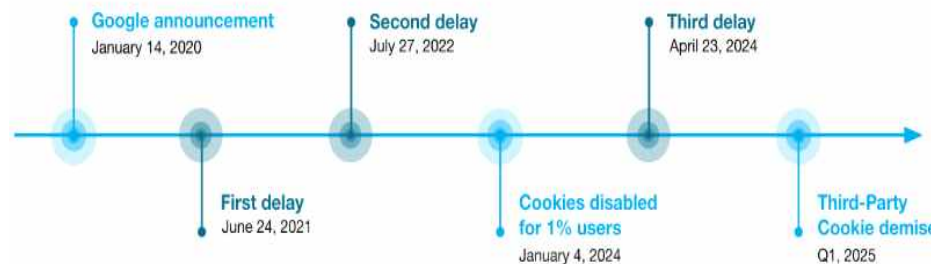 Google announcement
January 14, 2020
First delay
June 24, 2021
Second delay
July 27, 2022
Cookies disabled
for 1% users
January 4, 2024
Third delay
April 23, 2024
Third-Party
Cookie demise
Q1, 2025